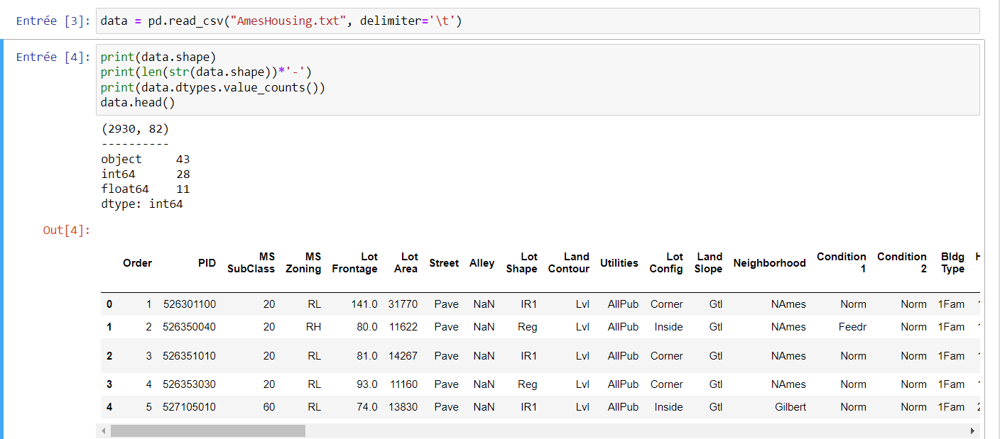 Entrée [3]: data = pd.read_csv("AmesHousing.txt", delimiter='\t')
Entrée [4]: print(data.shape)
print(len(str(data.shape))*'-')
print(data.dtypes.value_counts())
data.head()
(2930, 82)
----------
object 43
int64 28
float64 11
dtype: int64
Out[4]:
Order PID MS SubClass MS Zoning Lot Frontage Lot Area Street Alley Lot Shape Land Contour Utilities Lot Config Land Slope Neighborhood Condition 1 Condition 2 Bldg Type
0 1 526301100 20 RL 141.0 31770 Pave NaN IR1 Lvl AllPub Corner Gtl NAmes Norm Norm 1Fam
1 2 526350040 20 RH 80.0 11622 Pave NaN Reg Lvl AllPub Inside Gtl NAmes Feedr Norm 1Fam
2 3 526351010 20 RL 81.0 14267 Pave NaN IR1 Lvl AllPub Corner Gtl NAmes Norm Norm 1Fam
3 4 526353030 20 RL 93.0 11160 Pave NaN Reg Lvl AllPub Corner Gtl NAmes Norm Norm 1Fam
4 5 527105010 60 RL 74.0 13830 Pave NaN IR1 Lvl AllPub Inside Gtl Gilbert Norm Norm 1Fam